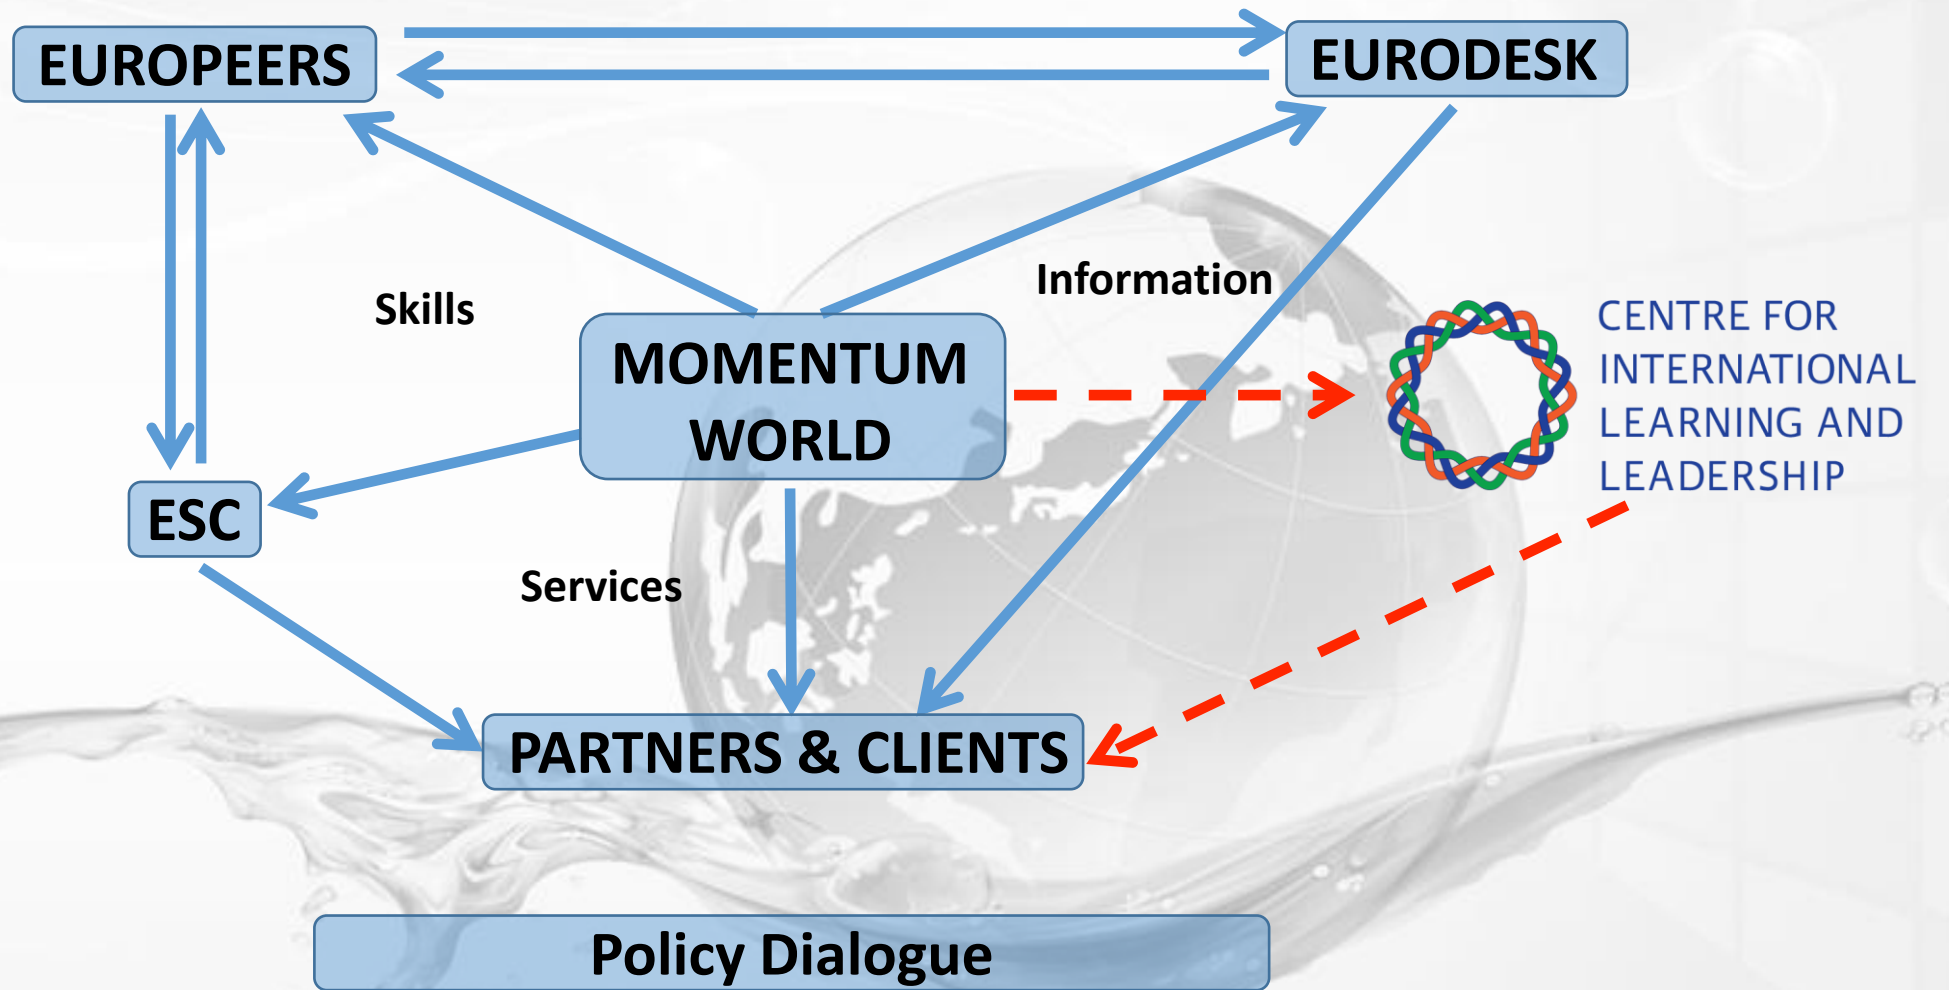 EUROPEERS
EURODESK
Skills
Information
MOMENTUM
WORLD
CENTRE FOR
INTERNATIONAL
LEARNING AND
LEADERSHIP
ESC
Services
PARTNERS & CLIENTS
Policy Dialogue